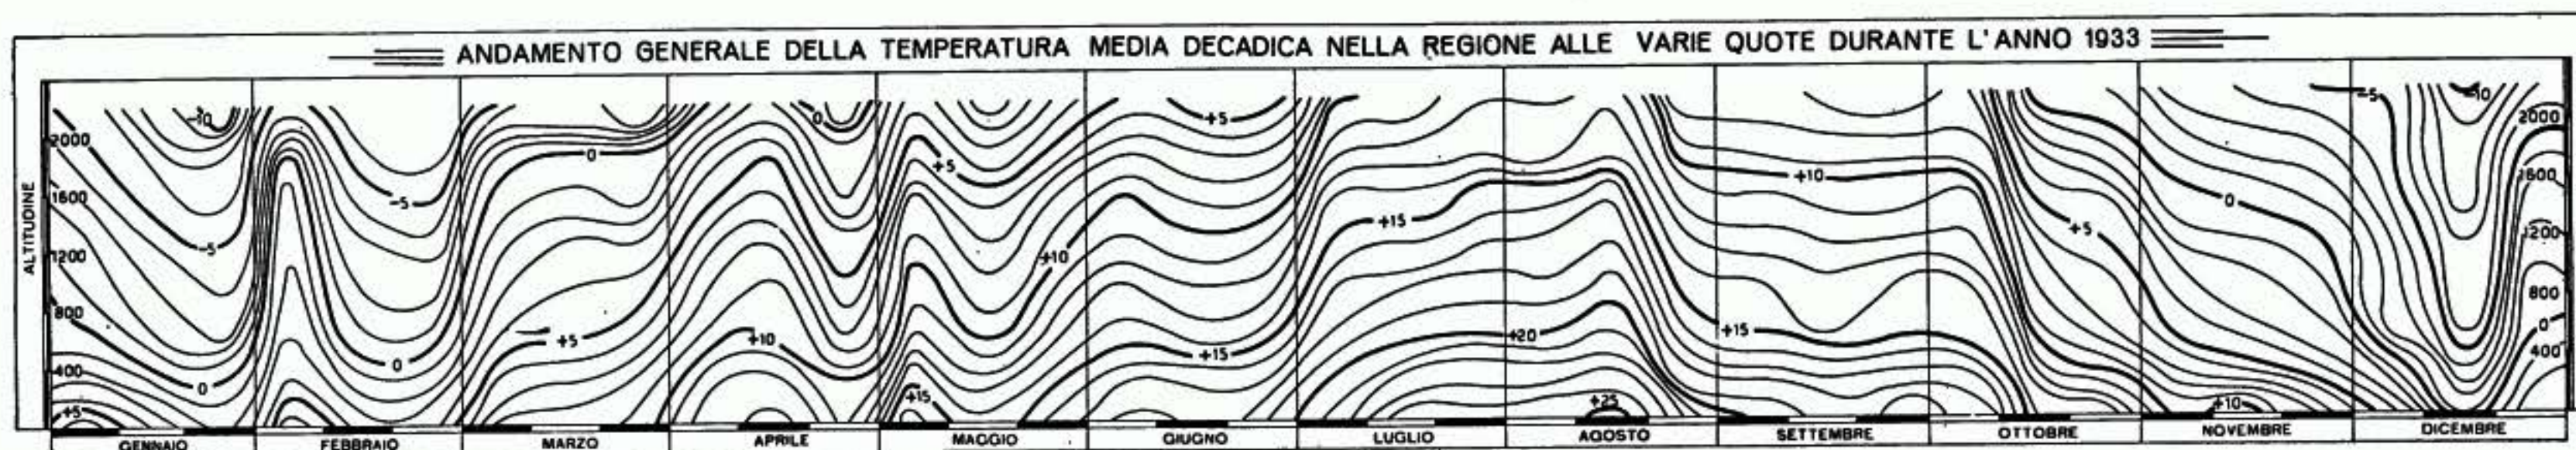 ANDAMENTO GENERALE DELLA TEMPERATURA MEDIA DECADICA NELLA REGIONE ALLE VARIE QUOTE DURANTE L'ANNO 1933
-10 0 +5 -5 -10
2000 2000
0 +5
-5 +10
1600 1600
+15 0
-5 +5
1200 +10 1200
ALTITUDINE
800 800
+5 +10 +15 +20 +15 0
400 0 0 400
+5 +15 +25 +10
GENNAIO FEBBRAIO MARZO APRILE MAGGIO GIUGNO LUGLIO AGOSTO SETTEMBRE OTTOBRE NOVEMBRE DICEMBRE